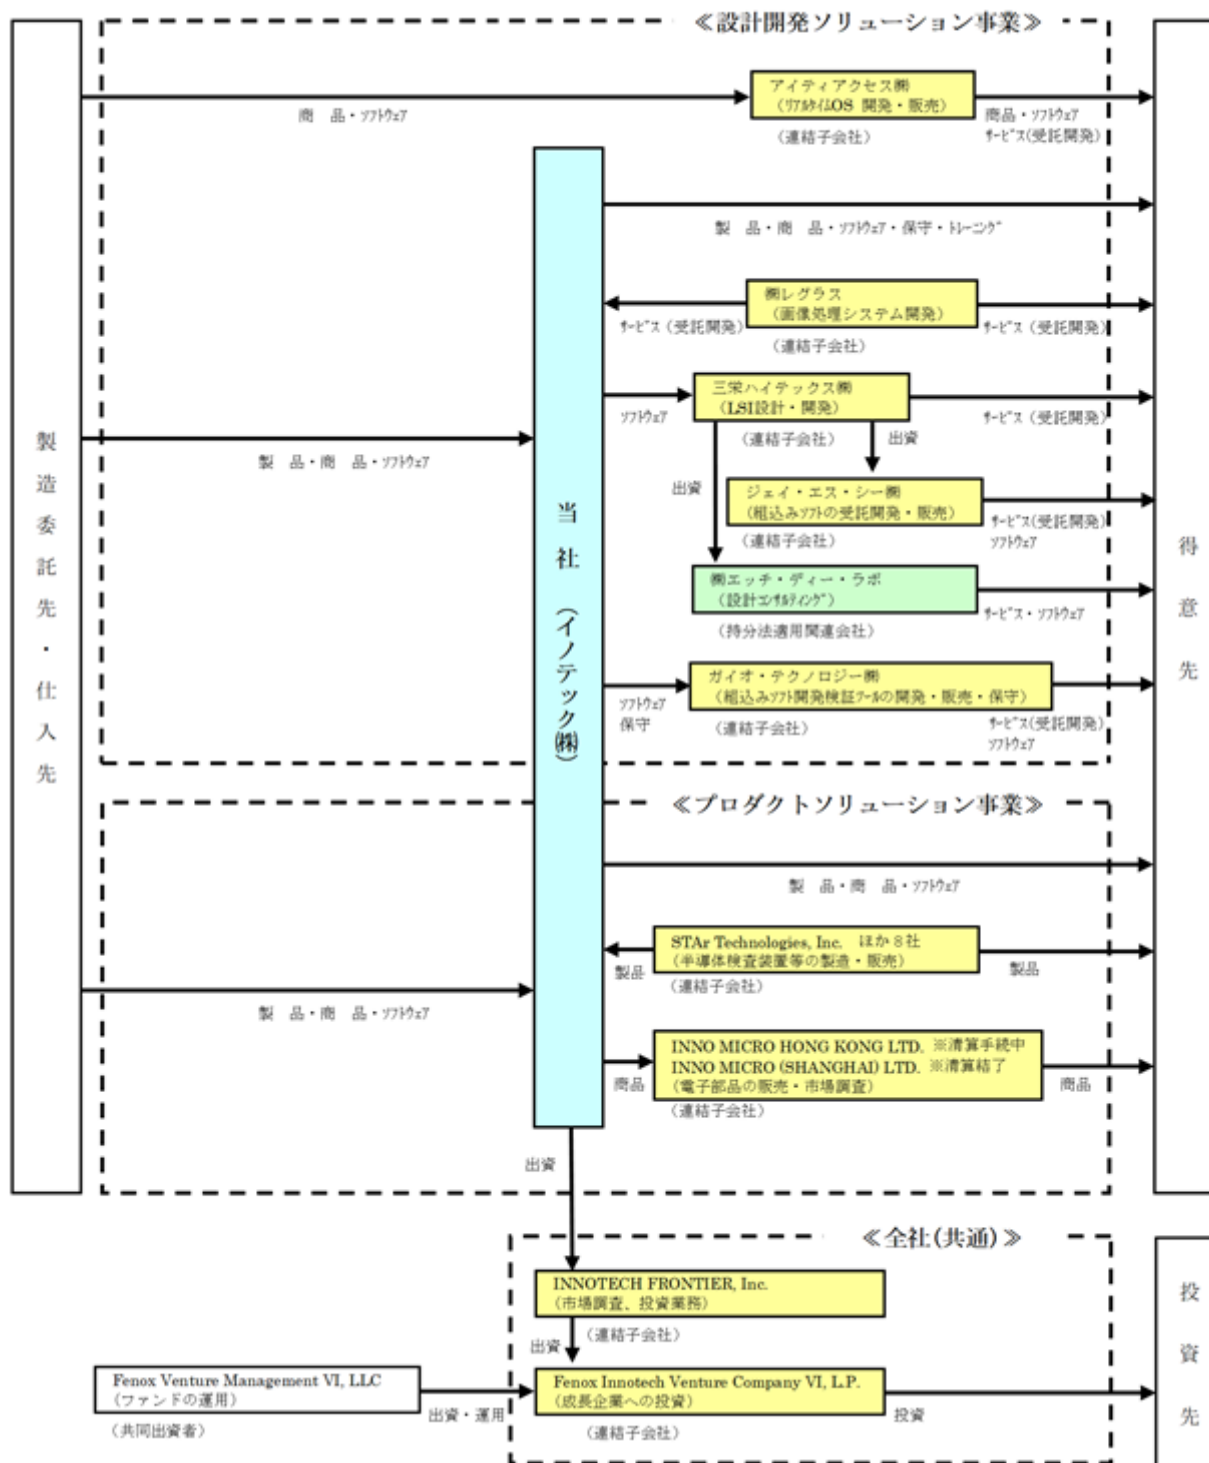 ≪設計開発ソリューション事業≫
アイティアクセス㈱
（ﾘｱﾙﾀｲﾑOS 開発・販売）
（連結子会社）
商　品・ｿﾌﾄｳｪｱ
商品・ｿﾌﾄｳｪｱ
ｻｰﾋﾞｽ(受託開発)
製　品・商　品・ｿﾌﾄｳｪｱ・保守・ﾄﾚｰﾆﾝｸﾞ
㈱レグラス
（画像処理システム開発）
（連結子会社）
ｻｰﾋﾞｽ（受託開発）
ｻｰﾋﾞｽ（受託開発）
三栄ハイテックス㈱
（LSI設計・開発）
（連結子会社）
ｿﾌﾄｳｪｱ
ｻｰﾋﾞｽ（受託開発）
出資
出資
製造委託先・仕入先
製　品・商　品・ｿﾌﾄｳｪｱ
当社（イノテック㈱）
得意先
ジェイ・エス・シー㈱
（組込みｿﾌﾄの受託開発・販売）
（連結子会社）
ｻｰﾋﾞｽ(受託開発)
ｿﾌﾄｳｪｱ
㈱エッチ・ディー・ラボ
（設計ｺﾝｻﾙﾃｨﾝｸﾞ）
（持分法適用関連会社）
ｻｰﾋﾞｽ・ｿﾌﾄｳｪｱ
ガイオ・テクノロジー㈱
（組込みｿﾌﾄ開発検証ﾂｰﾙの開発・販売・保守）
（連結子会社）
ｿﾌﾄｳｪｱ
保守
ｻｰﾋﾞｽ(受託開発)
ｿﾌﾄｳｪｱ
≪プロダクトソリューション事業≫
製　品・商　品・ｿﾌﾄｳｪｱ
STAr Technologies, Inc.　ほか８社
（半導体検査装置等の製造・販売）
（連結子会社）
製品
製品
製　品・商　品・ｿﾌﾄｳｪｱ
INNO MICRO HONG KONG LTD. ※清算手続中
INNO MICRO (SHANGHAI) LTD. ※清算結了
（電子部品の販売・市場調査）
（連結子会社）
商品
商品
出資
≪全社(共通)≫
INNOTECH FRONTIER, Inc.
（市場調査、投資業務）
（連結子会社）
出資
Fenox Venture Management VI, LLC
（ファンドの運用）
（共同出資者）
出資・運用
Fenox Innotech Venture Company VI, L.P.
（成長企業への投資）
（連結子会社）
投資
投資先